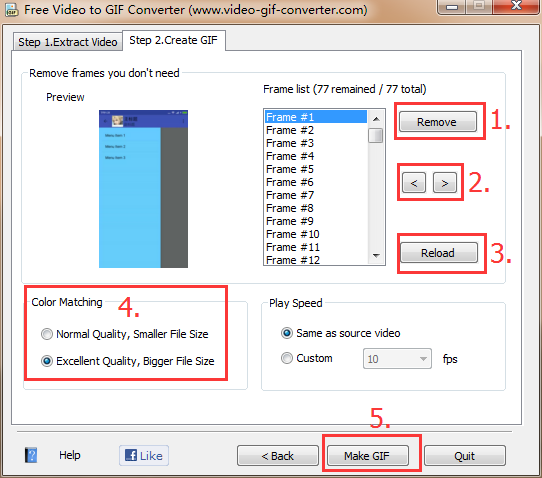 Free Video to GIF Converter (www.video-gif-converter.com)
Step 1.Extract Video
Step 2.Create GIF
Remove frames you don't need
Preview
Frame list (77 remained / 77 total)
Menu Item 1
Menu Item 2
Menu Item 3
Frame #1
Frame #2
Frame #3
Frame #4
Frame #5
Frame #6
Frame #7
Frame #8
Frame #9
Frame #10
Frame #11
Frame #12
Remove
1.
<
>
2.
Reload
3.
Color Matching
4.
Normal Quality, Smaller File Size
Excellent Quality, Bigger File Size
Play Speed
Same as source video
Custom
10
fps
5.
Help
Like
< Back
Make GIF
Quit